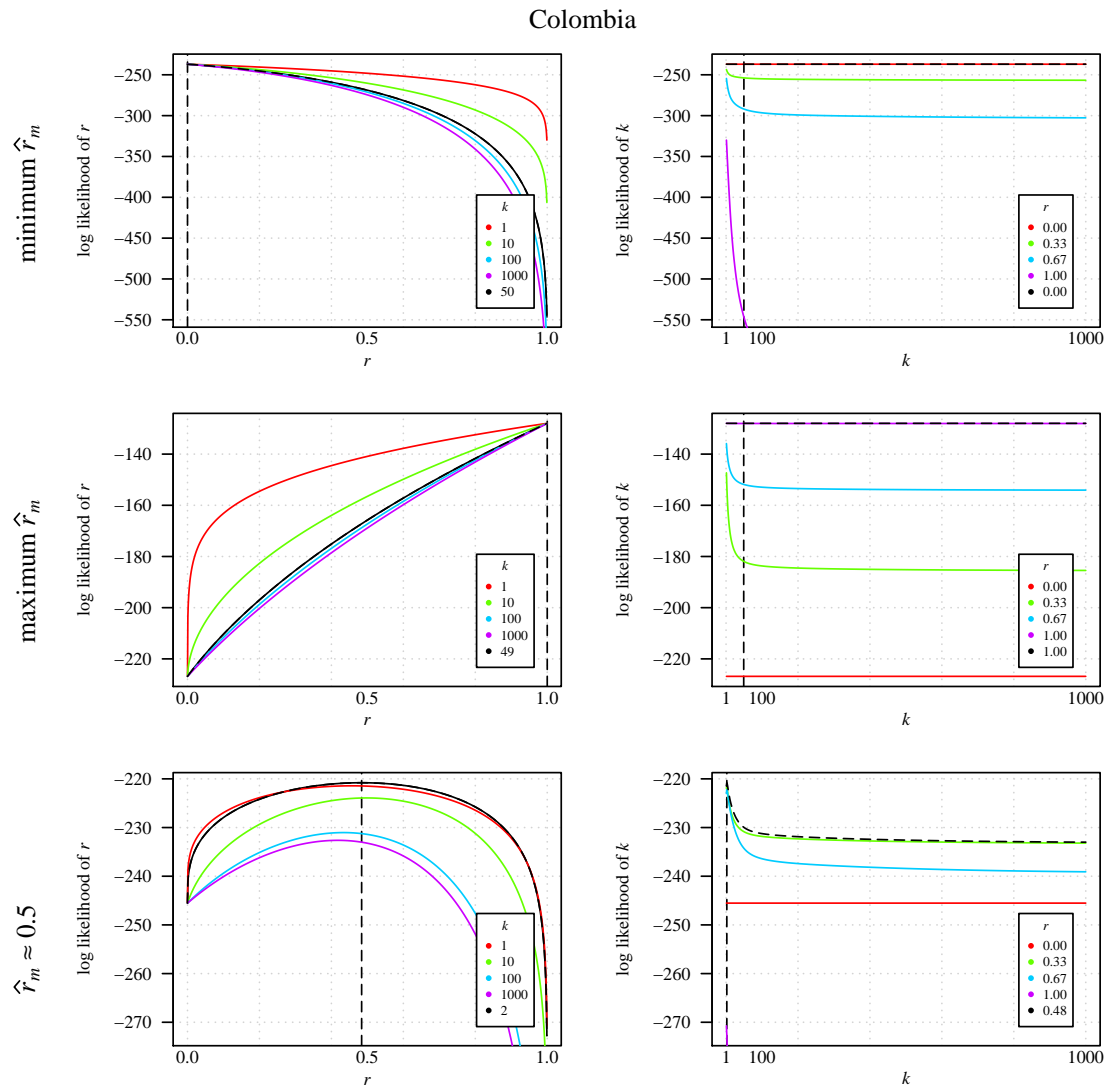 Colombia
minimum r̂m
log likelihood of r
−250
−300
−350
−400
−450
−500
−550
0.0 0.5 1.0
r
k
1
10
100
1000
50
log likelihood of k
−250
−300
−350
−400
−450
−500
−550
1 100 1000
k
r
0.00
0.33
0.67
1.00
0.00
maximum r̂m
log likelihood of r
−140
−160
−180
−200
−220
0.0 0.5 1.0
r
k
1
10
100
1000
49
log likelihood of k
−140
−160
−180
−200
−220
1 100 1000
k
r
0.00
0.33
0.67
1.00
1.00
r̂m ≈ 0.5
log likelihood of r
−220
−230
−240
−250
−260
−270
0.0 0.5 1.0
r
k
1
10
100
1000
2
log likelihood of k
−220
−230
−240
−250
−260
−270
1 100 1000
k
r
0.00
0.33
0.67
1.00
0.48